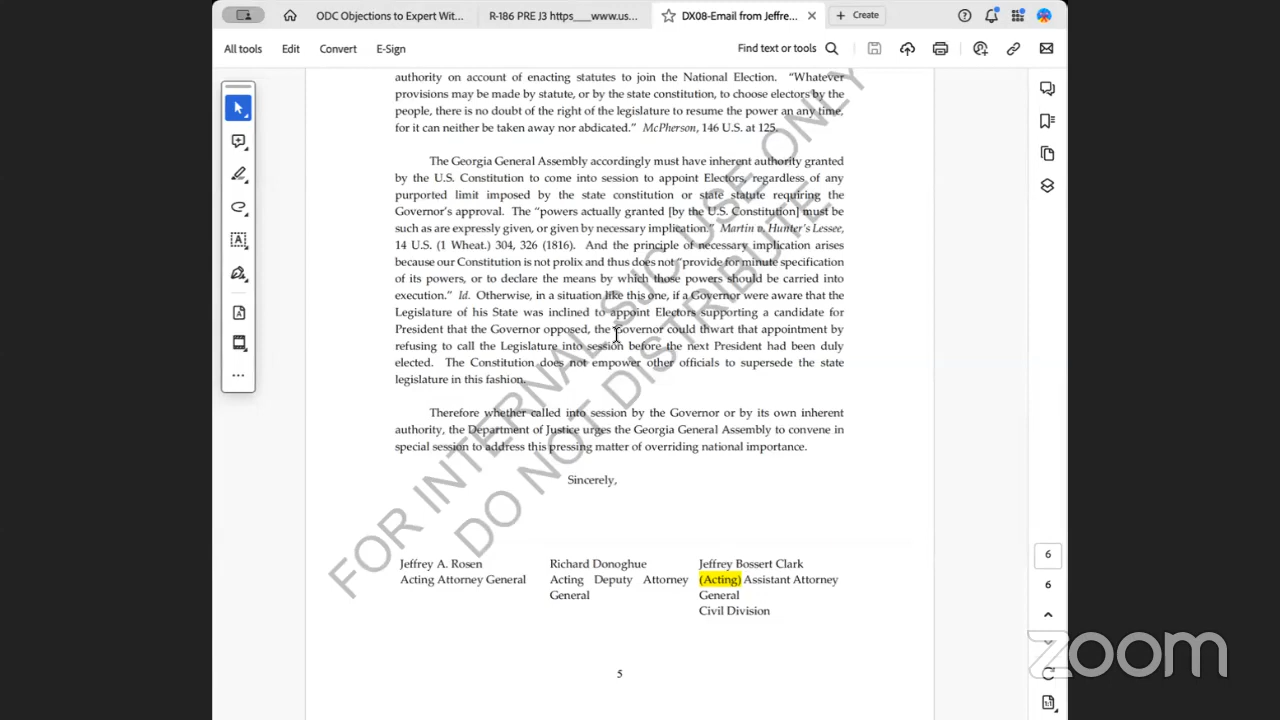 ODC Objections to Expert Wit...
R-186 PRE J3 https___www.us...
DX08-Email from Jeffre...
Create
All tools
Edit
Convert
E-Sign
Find text or tools
authority on account of enacting statutes to join the National Election. “Whatever
provisions may be made by statute, or by the state constitution, to choose electors by the
people, there is no doubt of the right of the legislature to resume the power an any time,
for it can neither be taken away nor abdicated.” McPherson, 146 U.S. at 125.
The Georgia General Assembly accordingly must have inherent authority granted
by the U.S. Constitution to come into session to appoint Electors, regardless of any
purported limit imposed by the state constitution or state statute requiring the
Governor’s approval. The “powers actually granted [by the U.S. Constitution] must be
such as are expressly given, or given by necessary implication.” Martin v. Hunter’s Lessee,
14 U.S. (1 Wheat.) 304, 326 (1816). And the principle of necessary implication arises
because our Constitution is not prolix and thus does not “provide for minute specification
of its powers, or to declare the means by which those powers should be carried into
execution.” Id. Otherwise, in a situation like this one, if a Governor were aware that the
Legislature of his State was inclined to appoint Electors supporting a candidate for
President that the Governor opposed, the Governor could thwart that appointment by
refusing to call the Legislature into session before the next President had been duly
elected. The Constitution does not empower other officials to supersede the state
legislature in this fashion.
Therefore whether called into session by the Governor or by its own inherent
authority, the Department of Justice urges the Georgia General Assembly to convene in
special session to address this pressing matter of overriding national importance.
Sincerely,
Jeffrey A. Rosen
Acting Attorney General
Richard Donoghue
Acting Deputy Attorney
General
Jeffrey Bossert Clark
(Acting) Assistant Attorney
General
Civil Division
5
FOR INTERNAL SJC USE ONLY
DO NOT DISTRIBUTE
6
6
zoom